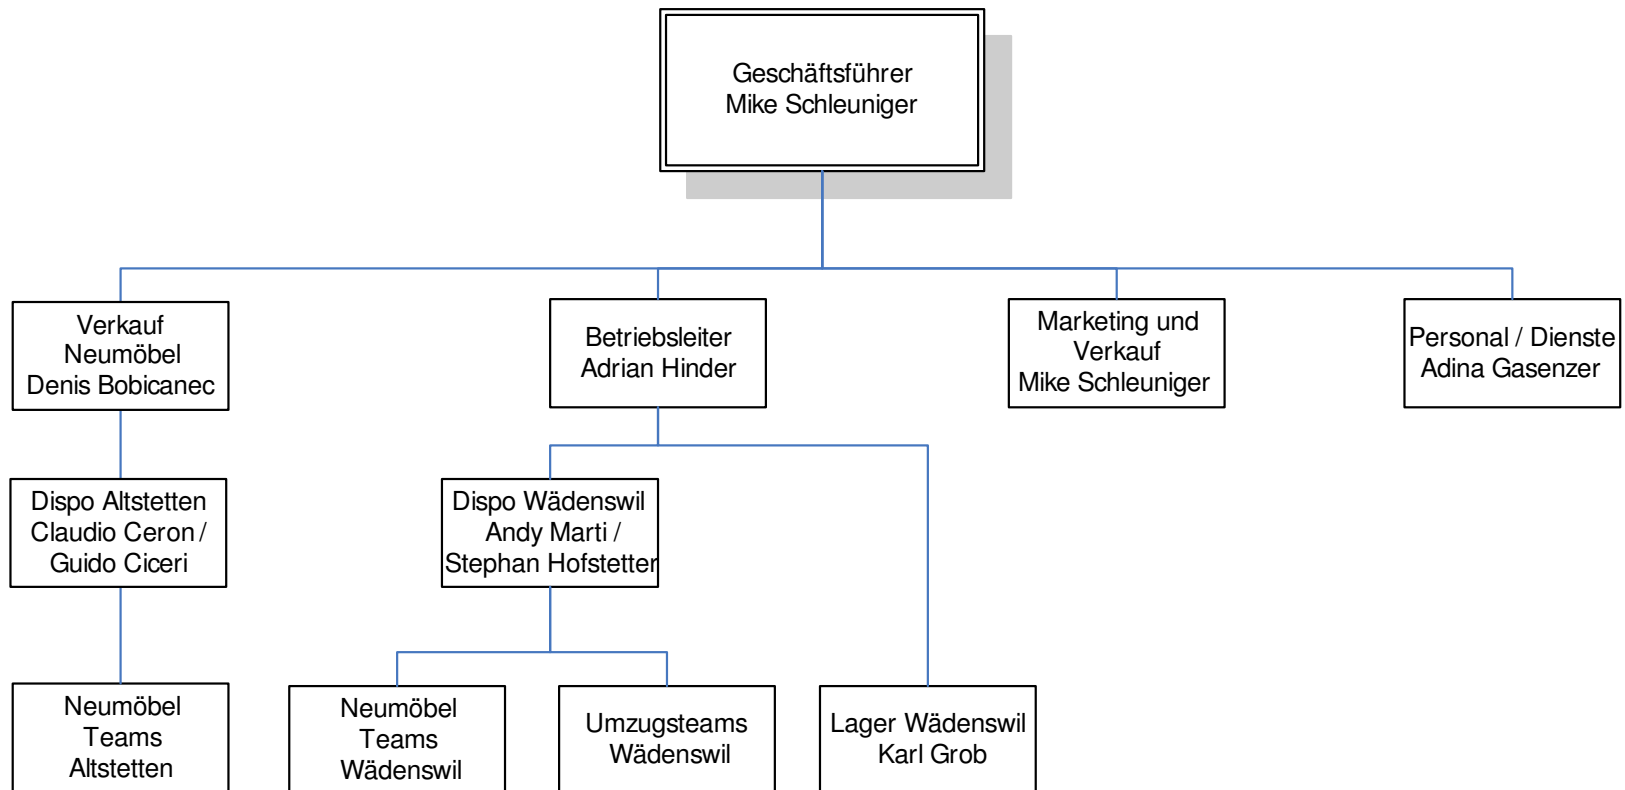 Geschäftsführer
Mike Schleuniger
Verkauf
Neumöbel
Denis Bobicanec
Betriebsleiter
Adrian Hinder
Marketing und
Verkauf
Mike Schleuniger
Personal / Dienste
Adina Gasenzer
Dispo Altstetten
Claudio Ceron /
Guido Ciceri
Dispo Wädenswil
Andy Marti /
Stephan Hofstetter
Neumöbel
Teams
Altstetten
Neumöbel
Teams
Wädenswil
Umzugsteams
Wädenswil
Lager Wädenswil
Karl Grob